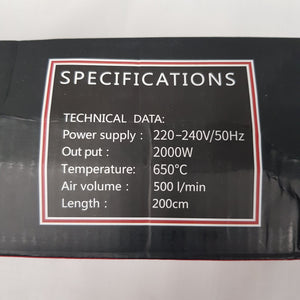 SPECIFICATIONS
TECHNICAL DATA:
Power supply : 220-240V/50Hz
Out put : 2000W
Temperature: 650°C
Air volume : 500 l/min
Length : 200cm